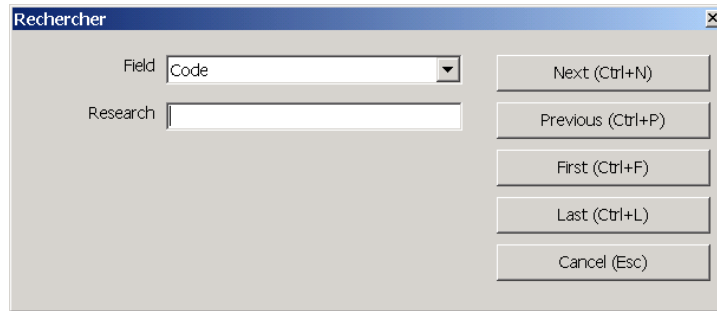 Rechercher
Field Code
Research
Next (Ctrl+N)
Previous (Ctrl+P)
First (Ctrl+F)
Last (Ctrl+L)
Cancel (Esc)